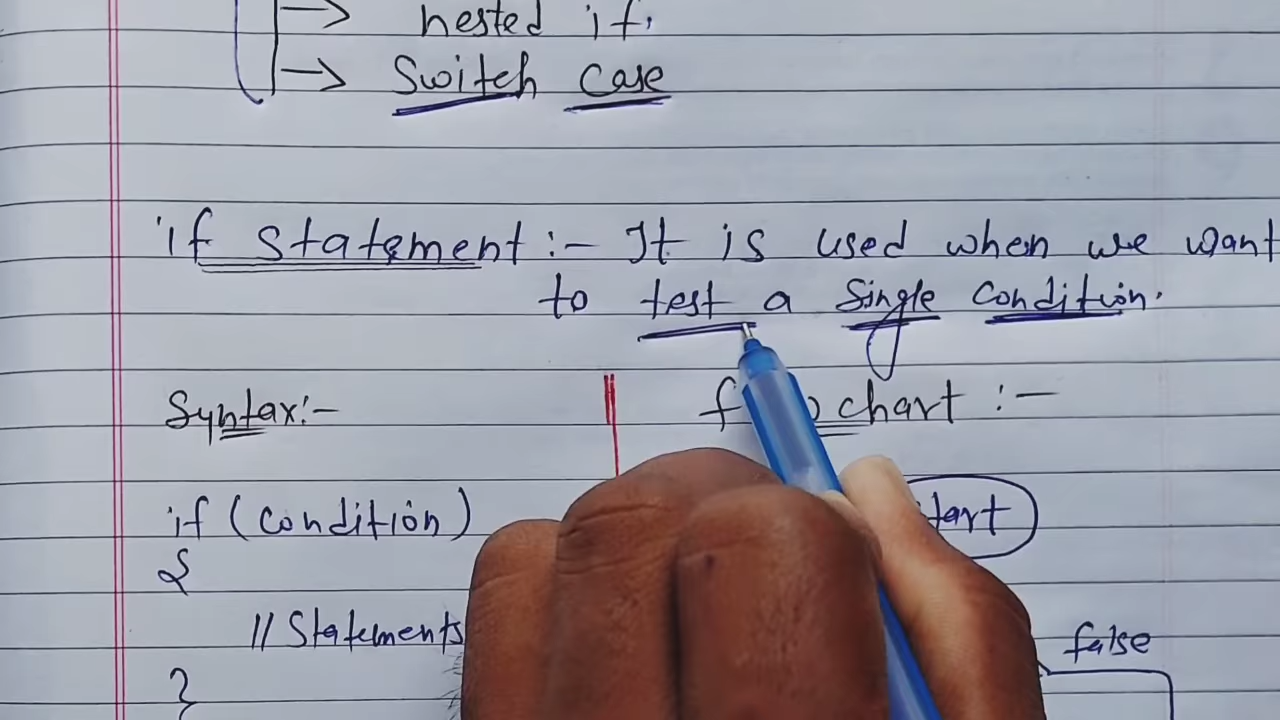 → nested if.
→ Switch Case
if statement :- It is used when we want
to test a single condition.
Syntax:-
chart :-
if (condition)
{
// Statements
}
false